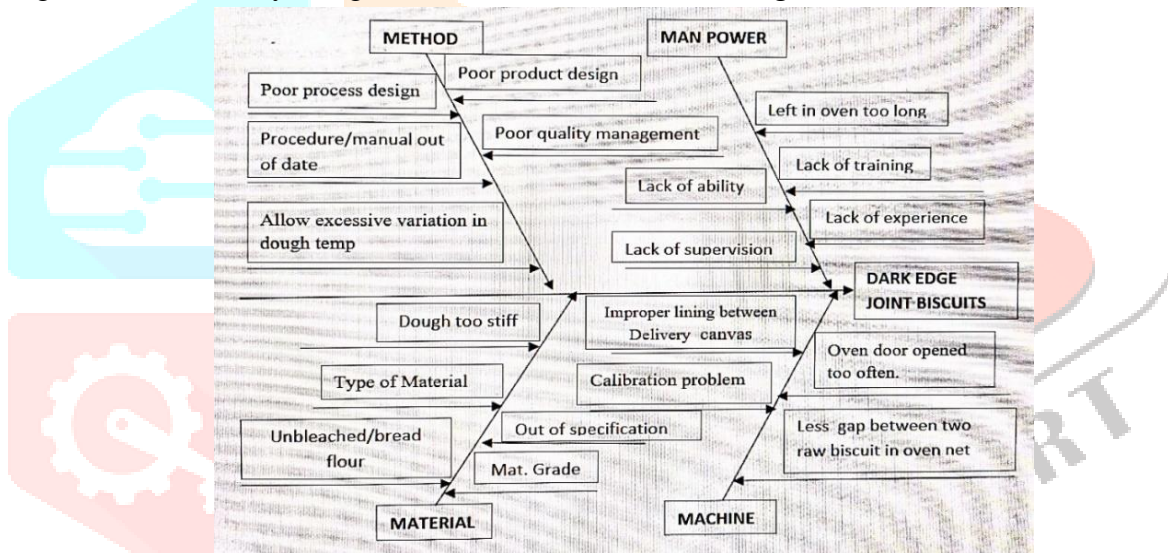 METHOD
MAN POWER
Poor product design
Poor process design
Left in oven too long
Procedure/manual out
of date
Poor quality management
Lack of training
Lack of ability
Allow excessive variation in
dough temp
Lack of experience
Lack of supervision
DARK EDGE
JOINT BISCUITS
Dough too stiff
Improper lining between
Delivery canvas
Oven door opened
too often.
Type of Material
Calibration problem
Unbleached/bread
flour
Out of specification
Less gap between two
raw biscuit in oven net
Mat. Grade
MATERIAL
MACHINE
RT